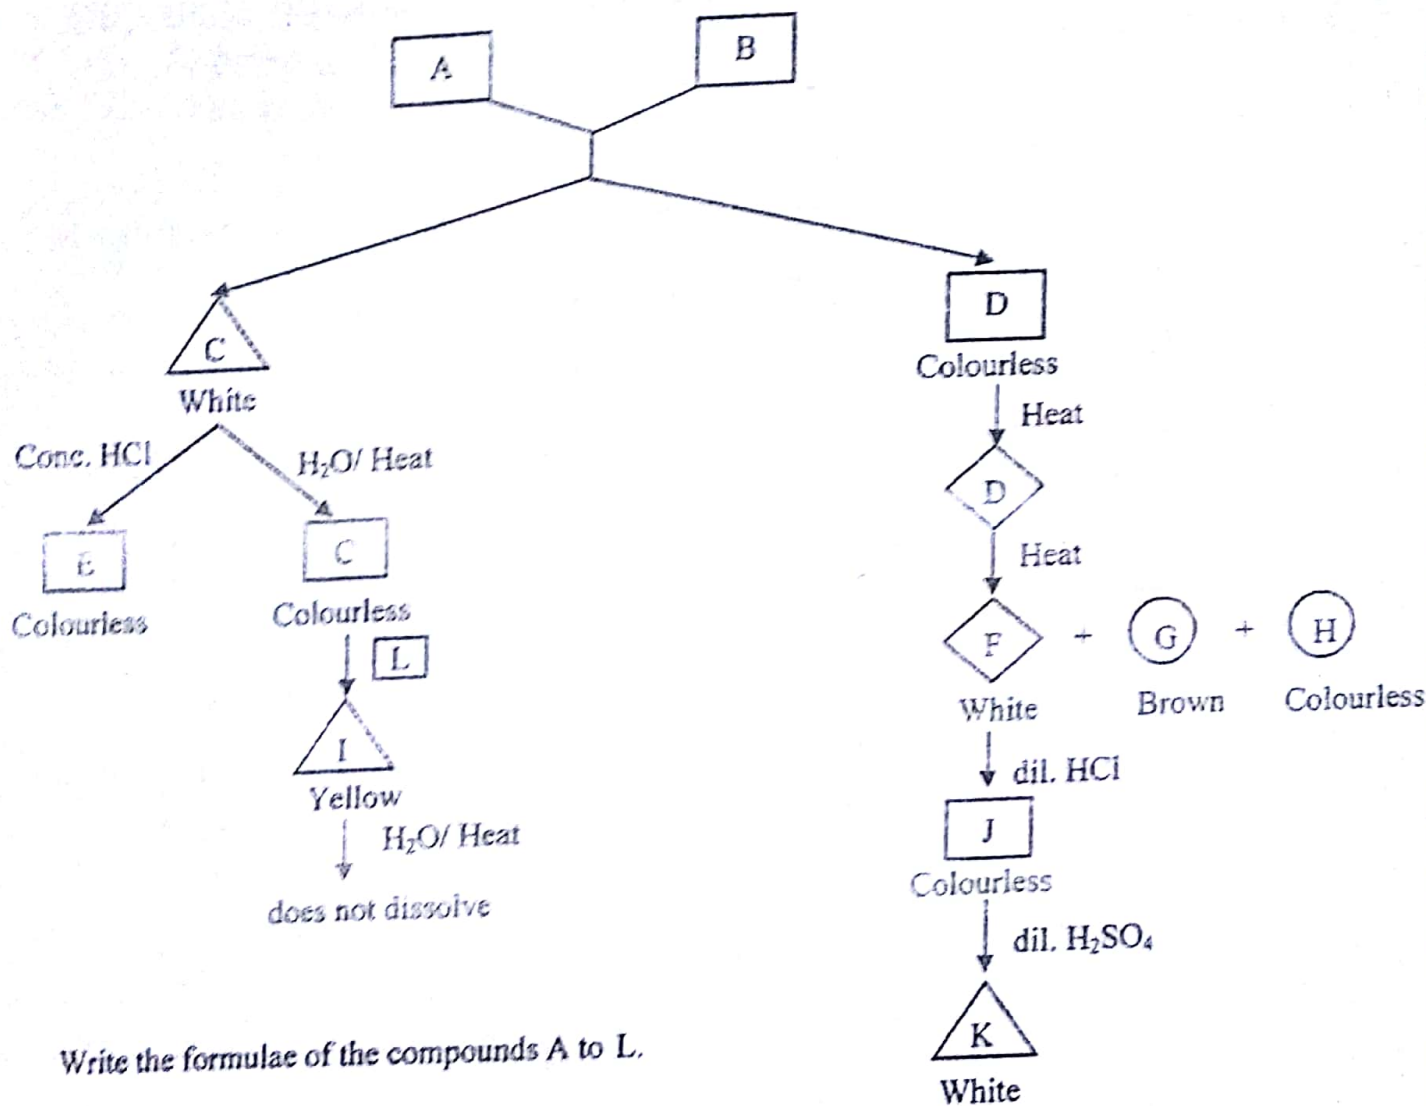 A
B
C
White
D
Colourless
Heat
Conc. HCl
H₂O/ Heat
D
E
Colourless
C
Colourless
Heat
L
F + G + H
White
Brown
Colourless
I
Yellow
dil. HCl
H₂O/ Heat
J
Colourless
does not dissolve
dil. H₂SO₄
K
White
Write the formulae of the compounds A to L.